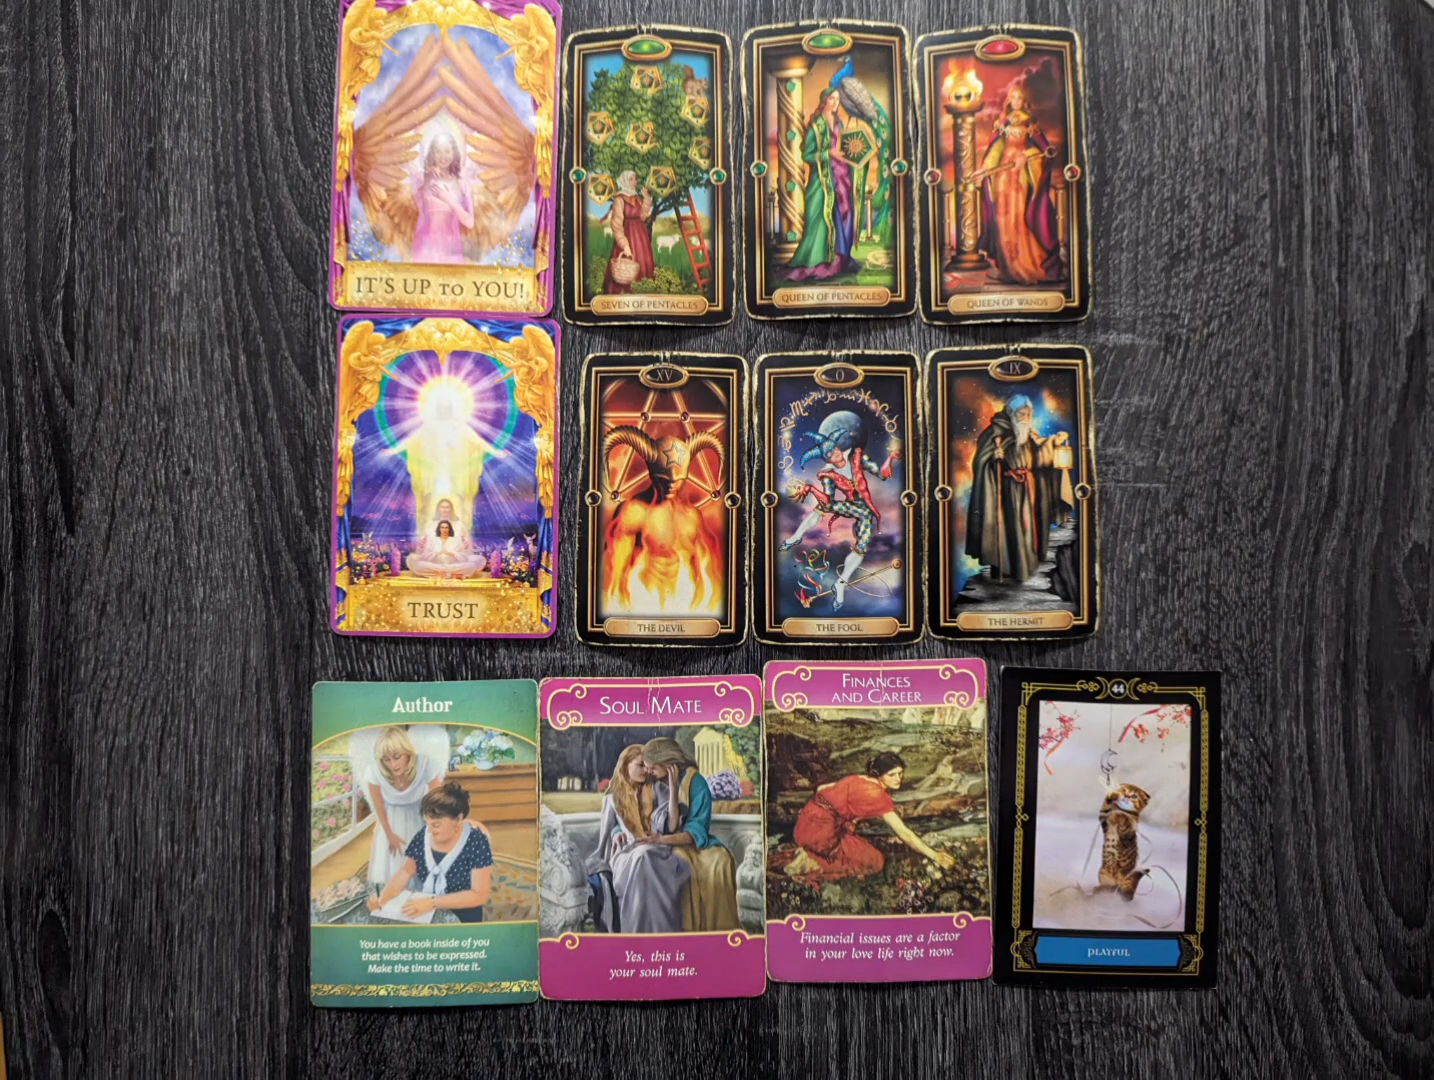 IT'S UP TO YOU!
SEVEN OF PENTACLES
QUEEN OF PENTACLES
QUEEN OF WANDS
TRUST
XV
THE DEVIL
0
THE FOOL
IX
THE HERMIT
Author
You have a book inside of you
that wishes to be expressed.
Make the time to write it.
SOUL MATE
Yes, this is
your soul mate.
FINANCES
AND CAREER
Financial issues are a factor
in your love life right now.
44
PLAYFUL